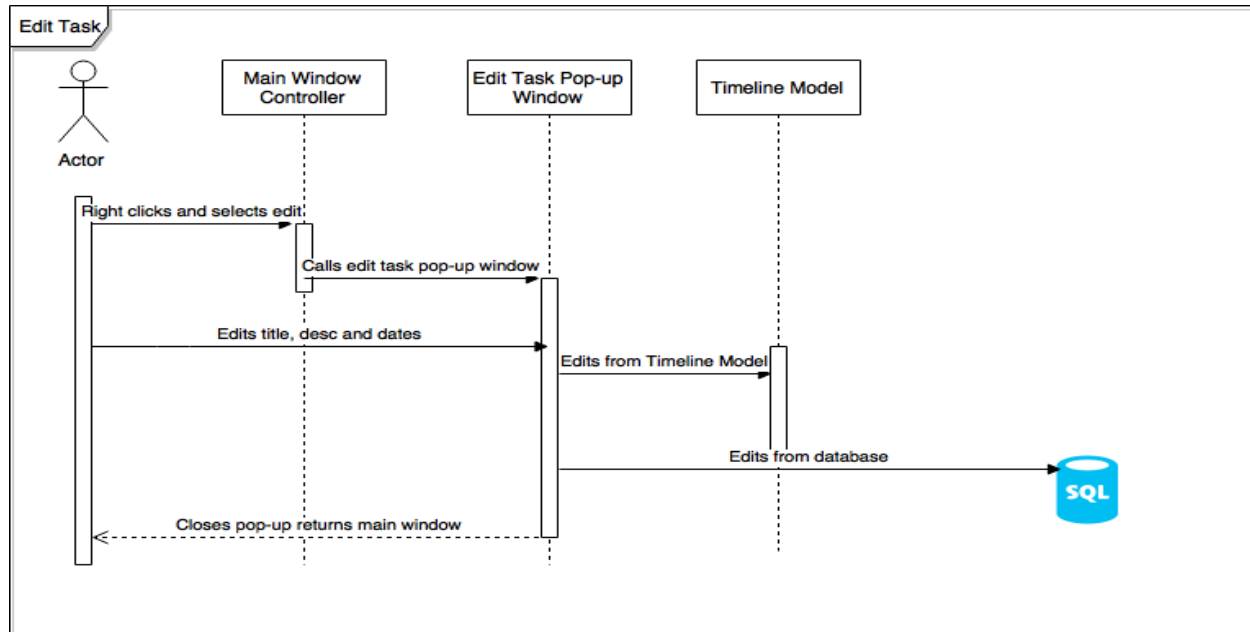 Edit Task
Main Window
Controller
Edit Task Pop-up
Window
Timeline Model
Actor
Right clicks and selects edit
Calls edit task pop-up window
Edits title, desc and dates
Edits from Timeline Model
Edits from database
SQL
Closes pop-up returns main window